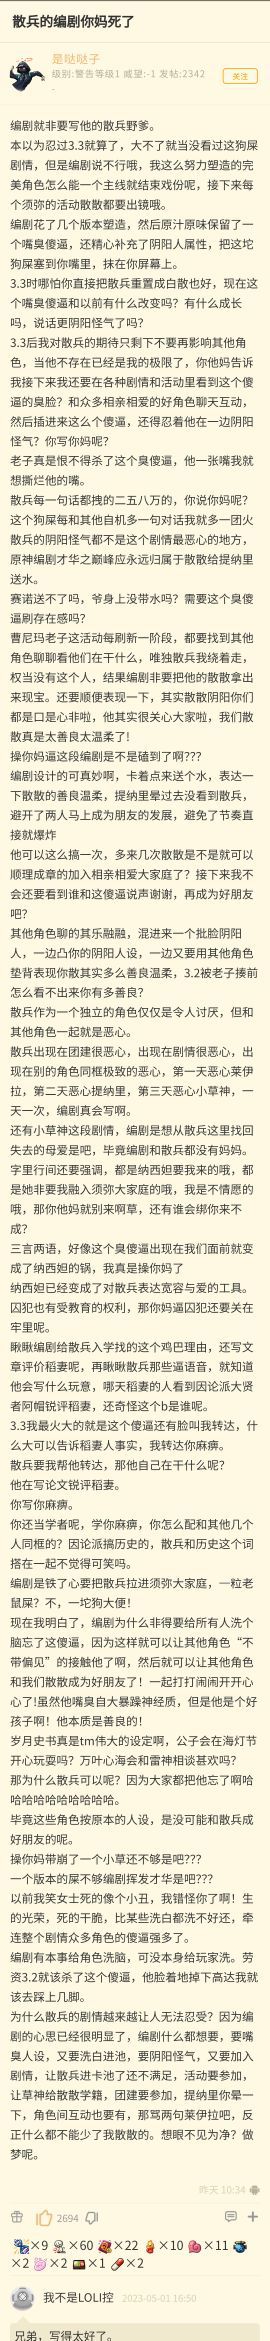 散兵的编剧你妈死了
是哒哒子
级别:警告等级1 威望:-1 发帖:2342
-
关注
编剧就非要写他的散兵野爹。
本以为忍过3.3就算了，大不了就当没看过这狗屎
剧情，但是编剧说不行哦，我这么努力塑造的完
美角色怎么能一个主线就结束戏份呢，接下来每
个须弥的活动散散都要出镜哦。
编剧花了几个版本塑造，然后原汁原味保留了一
个嘴臭傻逼，还精心补充了阴阳人属性，把这坨
狗屎塞到你嘴里，抹在你屏幕上。
3.3时哪怕你直接把散兵重置成白散也好，现在这
个嘴臭傻逼和以前有什么改变吗？有什么成长
吗，说话更阴阳怪气了吗？
3.3后我对散兵的期待只剩下不要再影响其他角
色，当他不存在已经是我的极限了，你他妈告诉
我接下来我还要在各种剧情和活动里看到这个傻
逼的臭脸？和众多相亲相爱的好角色聊天互动，
然后插进来这么个傻逼，还得忍着他在一边阴阳
怪气？你写你妈呢？
老子真是恨不得杀了这个臭傻逼，他一张嘴我就
想撕烂他的嘴。
散兵每一句话都拽的二五八万的，你说你妈呢？
这个狗屎每和其他自机多一句对话我就多一团火
散兵的阴阳怪气都不是这个剧情最恶心的地方，
原神编剧才华之巅峰应永远归属于散散给提纳里
送水。
赛诺送不了吗，爷身上没带水吗？需要这个臭傻
逼刷存在感吗？
曹尼玛老子这活动每刷新一阶段，都要找到其他
角色聊聊看他们在干什么，唯独散兵我绕着走，
权当没有这个人，结果编剧非要把他的散散拿出
来现宝。还要顺便表现一下，其实散散阴阳你们
都是口是心非啦，他其实很关心大家啦，我们散
散真是太善良太温柔了!
操你妈逼这段编剧是不是磕到了啊???
编剧设计的可真妙啊，卡着点来送个水，表达一
下散散的善良温柔，提纳里晕过去没看到散兵，
避开了两人马上成为朋友的发展，避免了节奏直
接就爆炸
他可以这么搞一次，多来几次散散是不是就可以
顺理成章的加入相亲相爱大家庭了？接下来我不
会还要看到谁和这傻逼说声谢谢，再成为好朋友
吧？
其他角色聊的其乐融融，混进来一个批脸阴阳
人，一边凸你的阴阳人设，一边又要用其他角色
垫背表现你散其实多么善良温柔，3.2被老子揍前
怎么看不出来你有多善良？
散兵作为一个独立的角色仅仅是令人讨厌，但和
其他角色一起就是恶心。
散兵出现在团建很恶心，出现在剧情很恶心，出
现在别的角色同框极致的恶心，第一天恶心莱伊
拉，第二天恶心提纳里，第三天恶心小草神，一
天一次，编剧真会写啊。
还有小草神这段剧情，编剧是想从散兵这里找回
失去的母爱是吧，毕竟编剧和散兵都没有妈妈。
字里行间还要强调，都是纳西妲要我来的哦，都
是她非要我融入须弥大家庭的哦，我是不情愿的
哦，那你他妈就别来啊草，还有谁会绑你来不
成？
三言两语，好像这个臭傻逼出现在我们面前就变
成了纳西妲的锅，我真是操你妈了
纳西妲已经变成了对散兵表达宽容与爱的工具。
囚犯也有受教育的权利，那你妈逼囚犯还要关在
牢里呢。
瞅瞅编剧给散兵入学找的这个鸡巴理由，还写文
章评价稻妻呢，再瞅瞅散兵那些逼语音，就知道
他会写什么玩意，哪天稻妻的人看到因论派大贤
者阿帽锐评稻妻，还奇怪这个b是谁呢。
3.3我最火大的就是这个傻逼还有脸叫我转达，什
么大可以告诉稻妻人事实，我转达你麻痹。
散兵要我帮他转达，那他自己在干什么呢？
他在写论文锐评稻妻。
你写你麻痹。
你还当学者呢，学你麻痹，你怎么配和其他几个
人同框的？因论派搞历史的，散兵和历史这个词
搭在一起不觉得可笑吗。
编剧是铁了心要把散兵拉进须弥大家庭，一粒老
鼠屎？不，一坨狗大便！
现在我明白了，编剧为什么非得要给所有人洗个
脑忘了这傻逼，因为这样就可以让其他角色“不
带偏见”的接触他了啊，然后就可以让其他角色
和我们散散成为好朋友了！一起打打闹闹开开心
心了!虽然他嘴臭自大暴躁神经质，但是他是个好
孩子啊！他本质是善良的！
岁月史书真是tm伟大的设定啊，公子会在海灯节
开心玩耍吗？万叶心海会和雷神相谈甚欢吗？
那为什么散兵可以呢？因为大家都把他忘了啊哈
哈哈哈哈哈哈哈哈哈。
毕竟这些角色按原本的人设，是没可能和散兵成
好朋友的呢。
操你妈带崩了一个小草还不够是吧???
一个版本的屎不够编剧挥发才华是吧???
以前我笑女士死的像个小丑，我错怪你了啊！生
的光荣，死的干脆，比某些洗白都洗不好还，牵
连整个剧情众多角色的傻逼强多了。
编剧有本事给角色洗脑，可没本身给玩家洗。劳
资3.2就该杀了这个傻逼，他脸着地掉下高达我就
该去踩上几脚。
为什么散兵的剧情越来越让人无法忍受？因为编
剧的心思已经很明显了，编剧什么都想要，要嘴
臭人设，又要洗白进池，要阴阳怪气，又要加入
剧情，让散兵进卡池了还不满足，活动要参加，
让草神给散散学籍，团建要参加，提纳里你晕一
下，角色间互动也要有，那骂两句莱伊拉吧，反
正什么都不能少了我散散的。想眼不见为净？做
梦呢。
昨天 10:34
2694
×9 ×60 ×22 ×10 ×11
×2 ×2 ×1 ×2
我不是LOLI控 2023-05-01 16:50
兄弟，写得太好了。